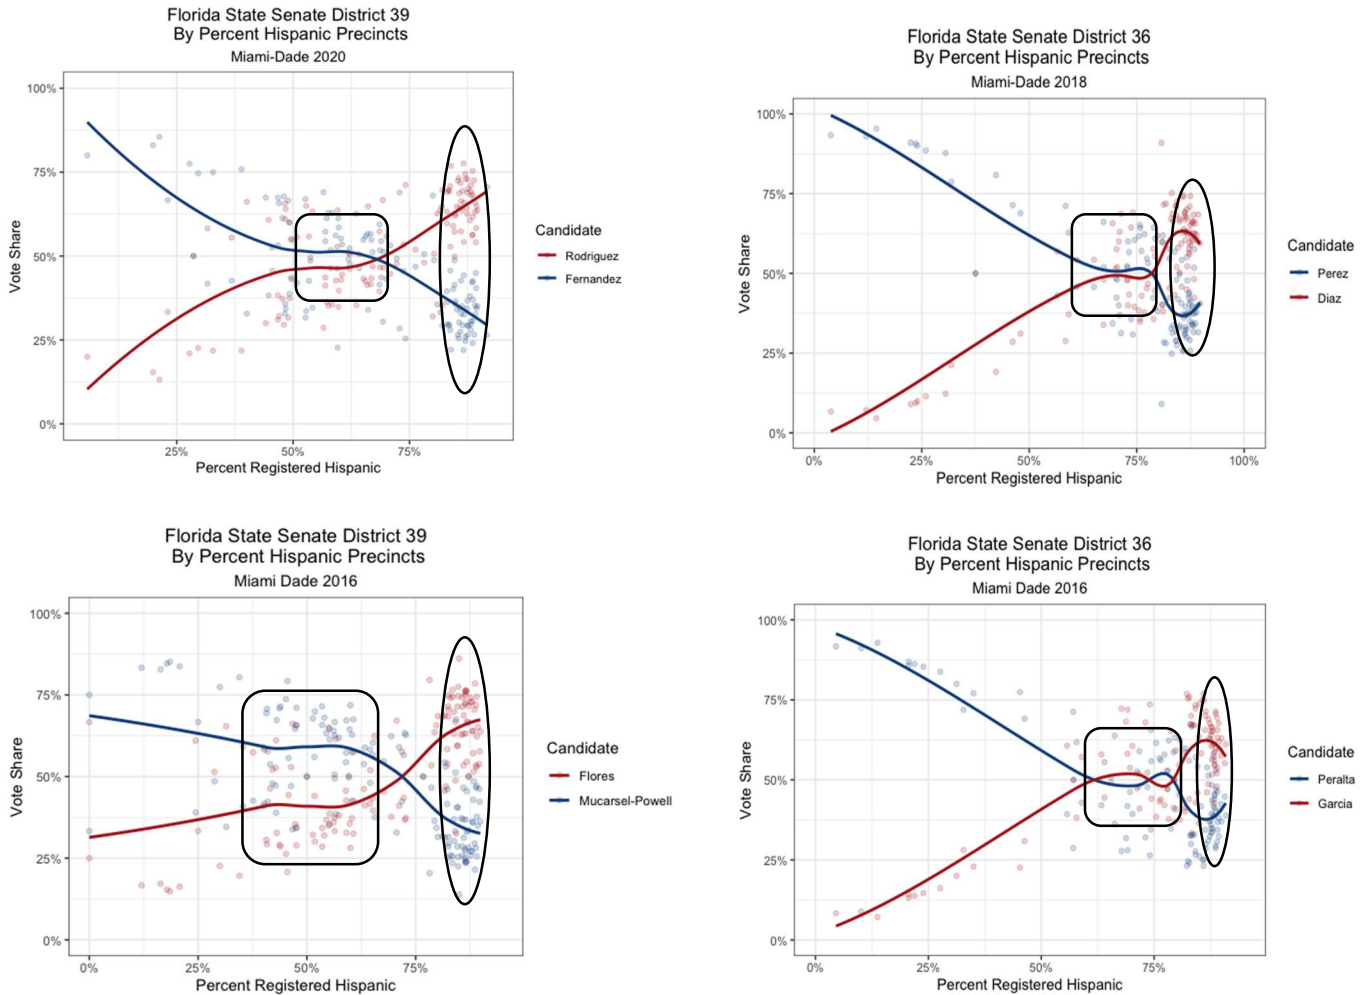 Florida State Senate District 39
By Percent Hispanic Precincts
Miami-Dade 2020
100%
75%
50%
25%
0%
Vote Share
25%
50%
75%
Percent Registered Hispanic
Candidate
Rodriguez
Fernandez
Florida State Senate District 36
By Percent Hispanic Precincts
Miami-Dade 2018
100%
75%
50%
25%
0%
Vote Share
0%
25%
50%
75%
100%
Percent Registered Hispanic
Candidate
Perez
Diaz
Florida State Senate District 39
By Percent Hispanic Precincts
Miami Dade 2016
100%
75%
50%
25%
0%
Vote Share
0%
25%
50%
75%
Percent Registered Hispanic
Candidate
Flores
Mucarsel-Powell
Florida State Senate District 36
By Percent Hispanic Precincts
Miami Dade 2016
100%
75%
50%
25%
0%
Vote Share
0%
25%
50%
75%
Percent Registered Hispanic
Candidate
Peralta
Garcia